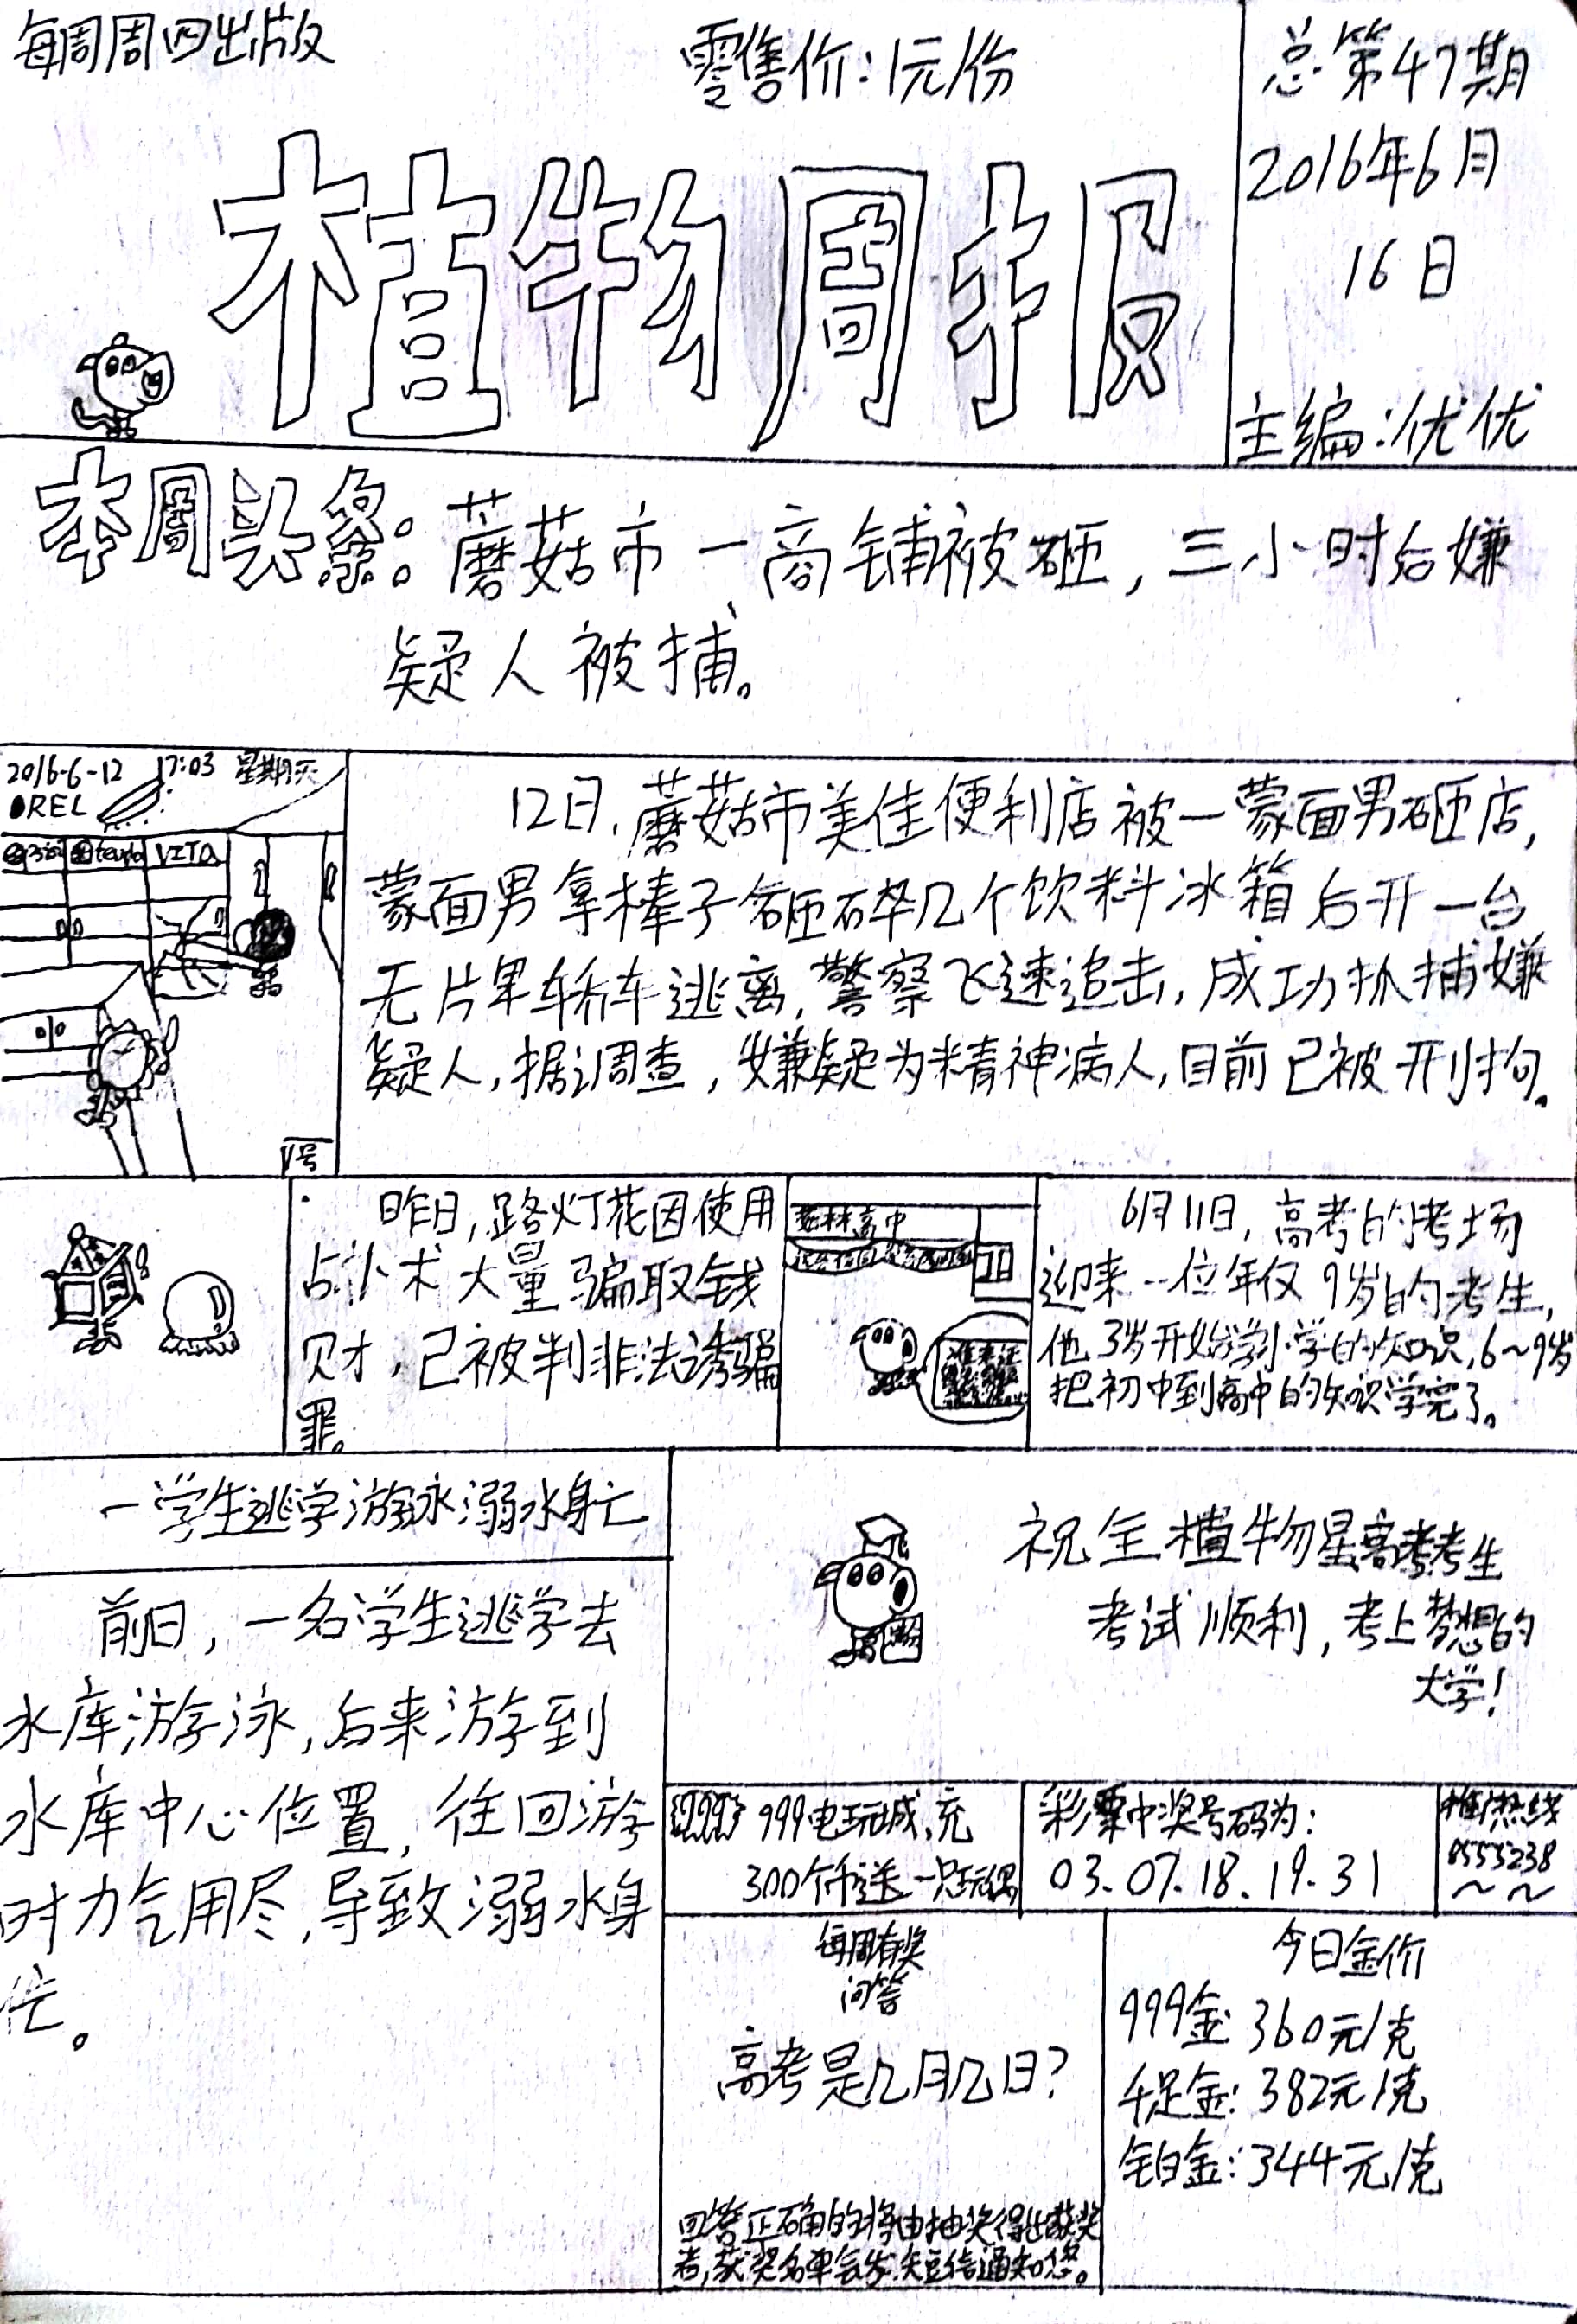 每周周四出版
零售价:1元/份
总第47期
2016年6月
16日
植物周报
主编:优优
本周头条:蘑菇市一商铺被砸,三小时后嫌
疑人被捕。
2016-6-12 17:03 星期天
REC
VITA
1号
12日,蘑菇市美佳便利店被一蒙面男砸店,
蒙面男拿棒子砸碎几个饮料冰箱后开一台
无片牌轿车逃离,警察飞速追击,成功抓捕嫌
疑人,据调查,嫌疑为精神病人,目前已被刑拘。
昨日,路灯花因使用
占卜术大量骗取钱
财,已被判非法诱骗
罪。
高中
准考证
6月11日,高考的考场
迎来一位年仅9岁的考生,
他3岁开始学小学的知识,6~9岁
把初中到高中的知识学完了。
一学生逃学游泳溺水身亡
前日,一名学生逃学去
水库游泳,后来游到
水库中心位置,往回游
时力气用尽,导致溺水身
亡。
祝全植物星高考考生
考试顺利,考上梦想的
大学!
999电玩城,充
300个币送一只玩偶
彩票中奖号码为:
03.07.18.19.31
热线
8555238
~~
每周有奖
问答
高考是几月几日?
回答正确的将由抽奖得出获奖
者,获奖名单会发短信通知您。
今日金价
999金:360元/克
千足金:382元/克
铂金:344元/克